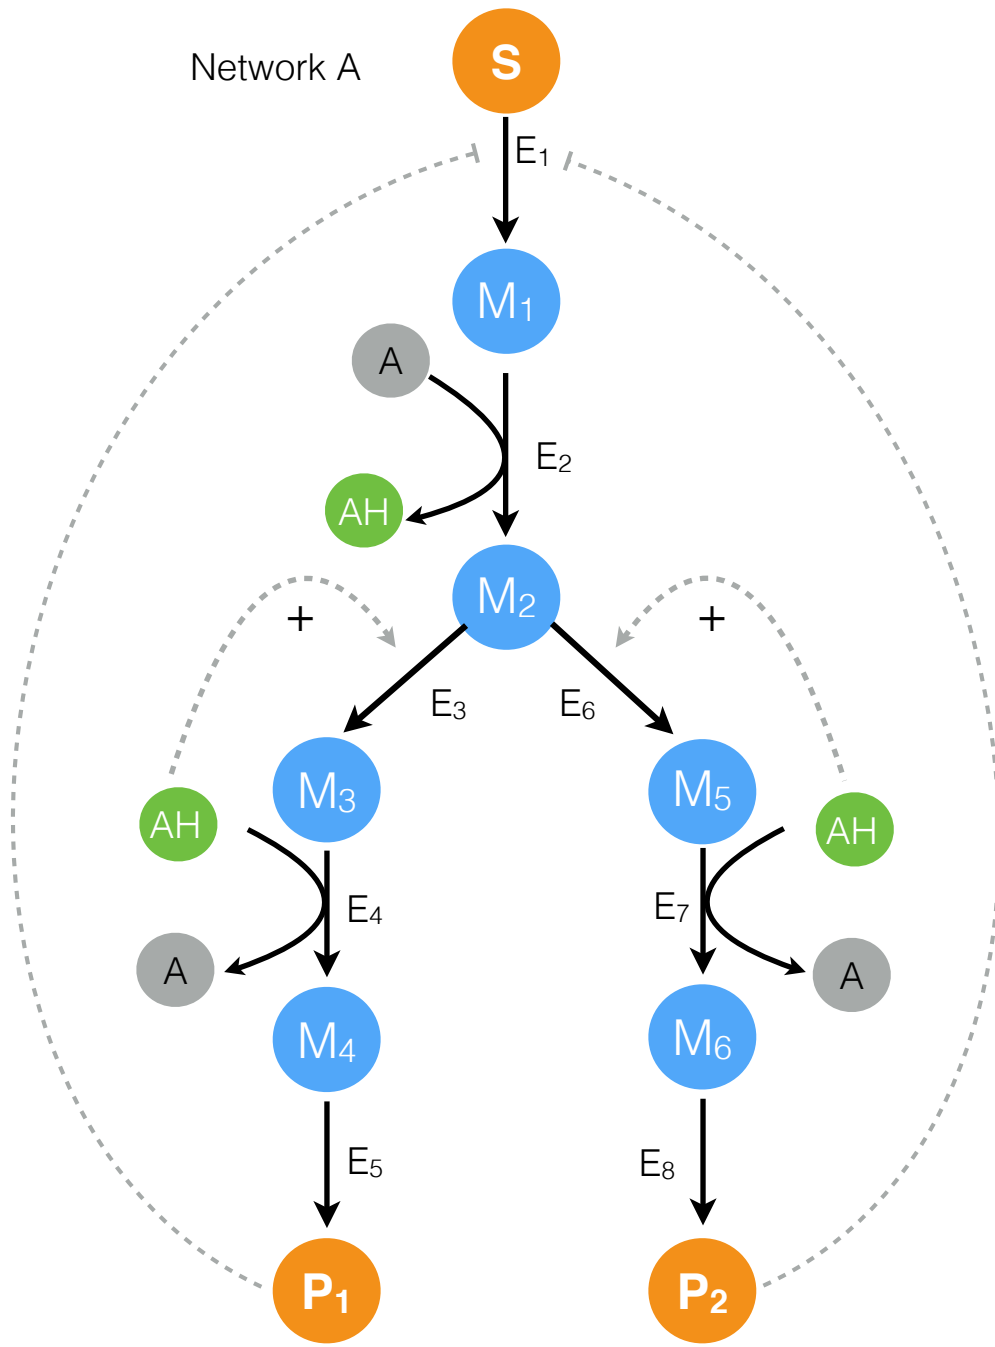 S
Network A
E₁
M₁
A
E₂
AH
M₂
+
+
E₃
E₆
M₃
M₅
AH
AH
E₄
E₇
A
A
M₄
M₆
E₅
E₈
P₁
P₂